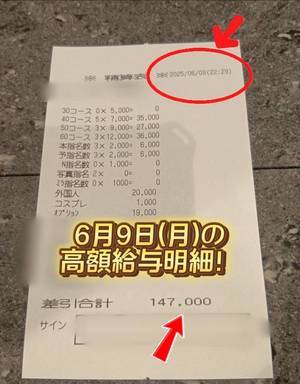 ※ 精算明細 ※ 2025/06/09(22:29)
30コース 0× 5,000= 0
40コース 5× 7,000= 35,000
50コース 3× 9,000= 27,000
60コース 3×12,000= 36,000
本指名数 3× 2,000= 6,000
予指名数 3× 2,000= 6,000
N指名数 0× 1,000= 0
写真指名 2× 0= 0
ﾈｯﾄ指名数 0× 1000= 0
外国人 20,000
コスプレ 1,000
ｵﾌﾟｼｮﾝ 19,000
6月9日(月)の
高額給与明細!
差引合計 147,000
サイン